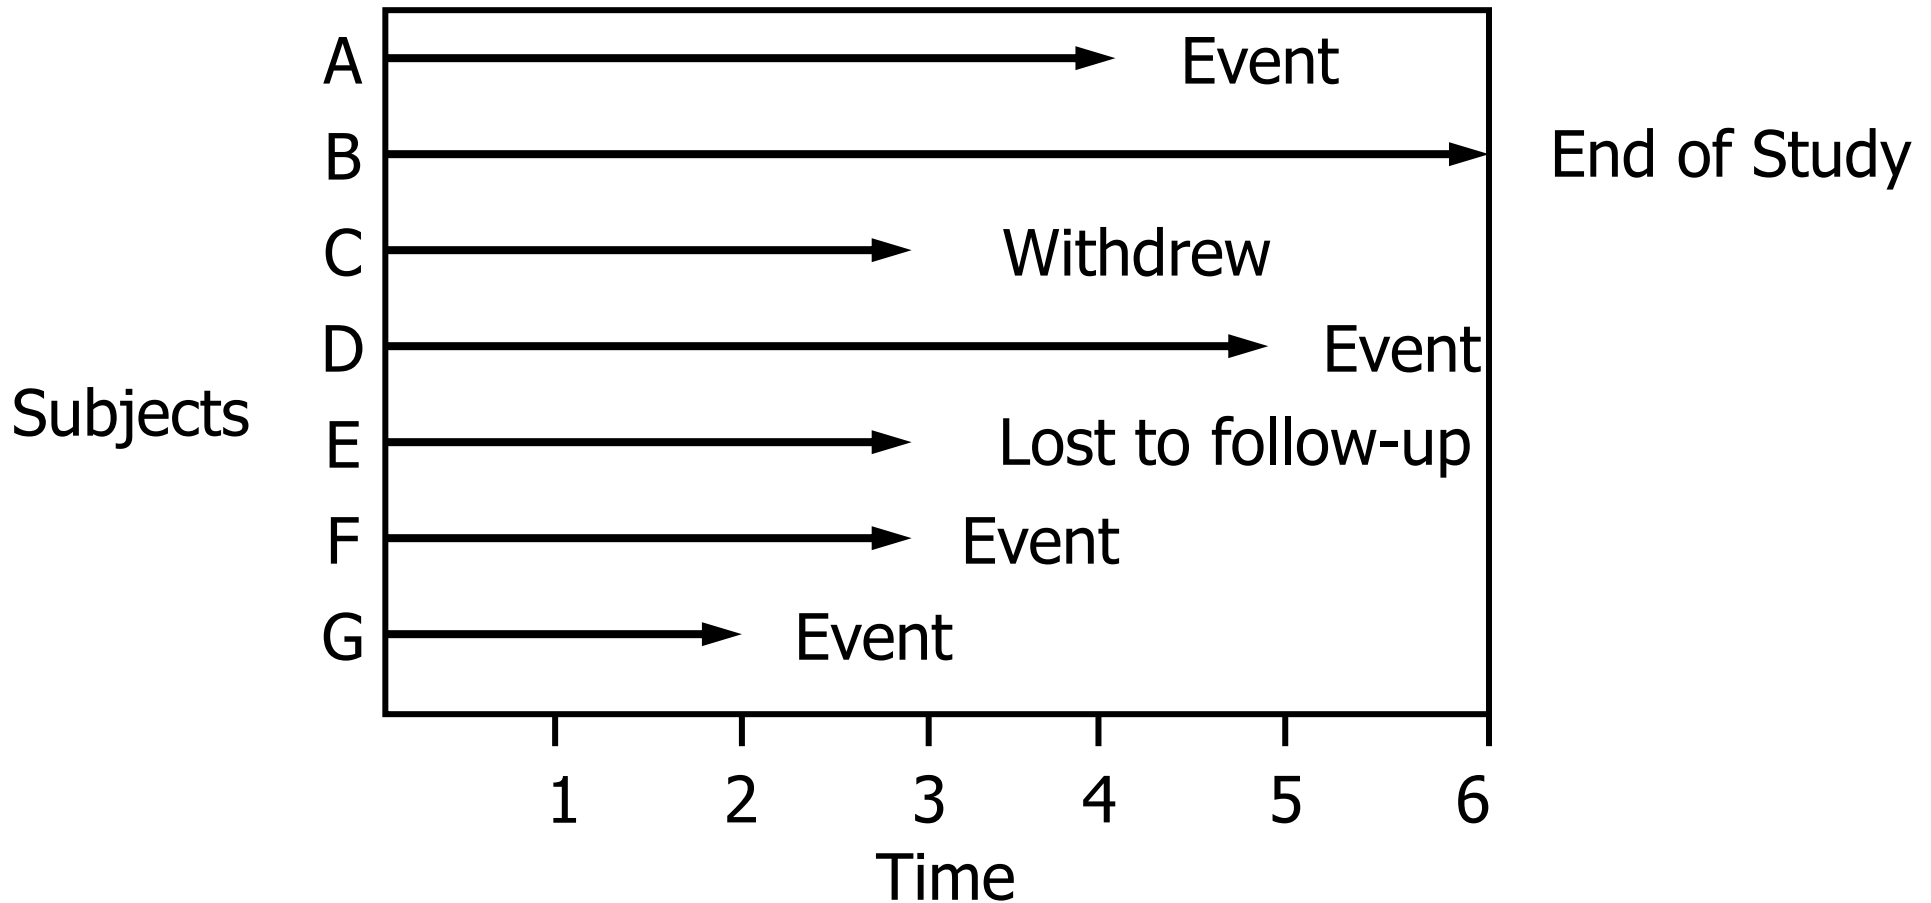 A Event
B End of Study
C Withdrew
D Event
Subjects
E Lost to follow-up
F Event
G Event
1 2 3 4 5 6
Time